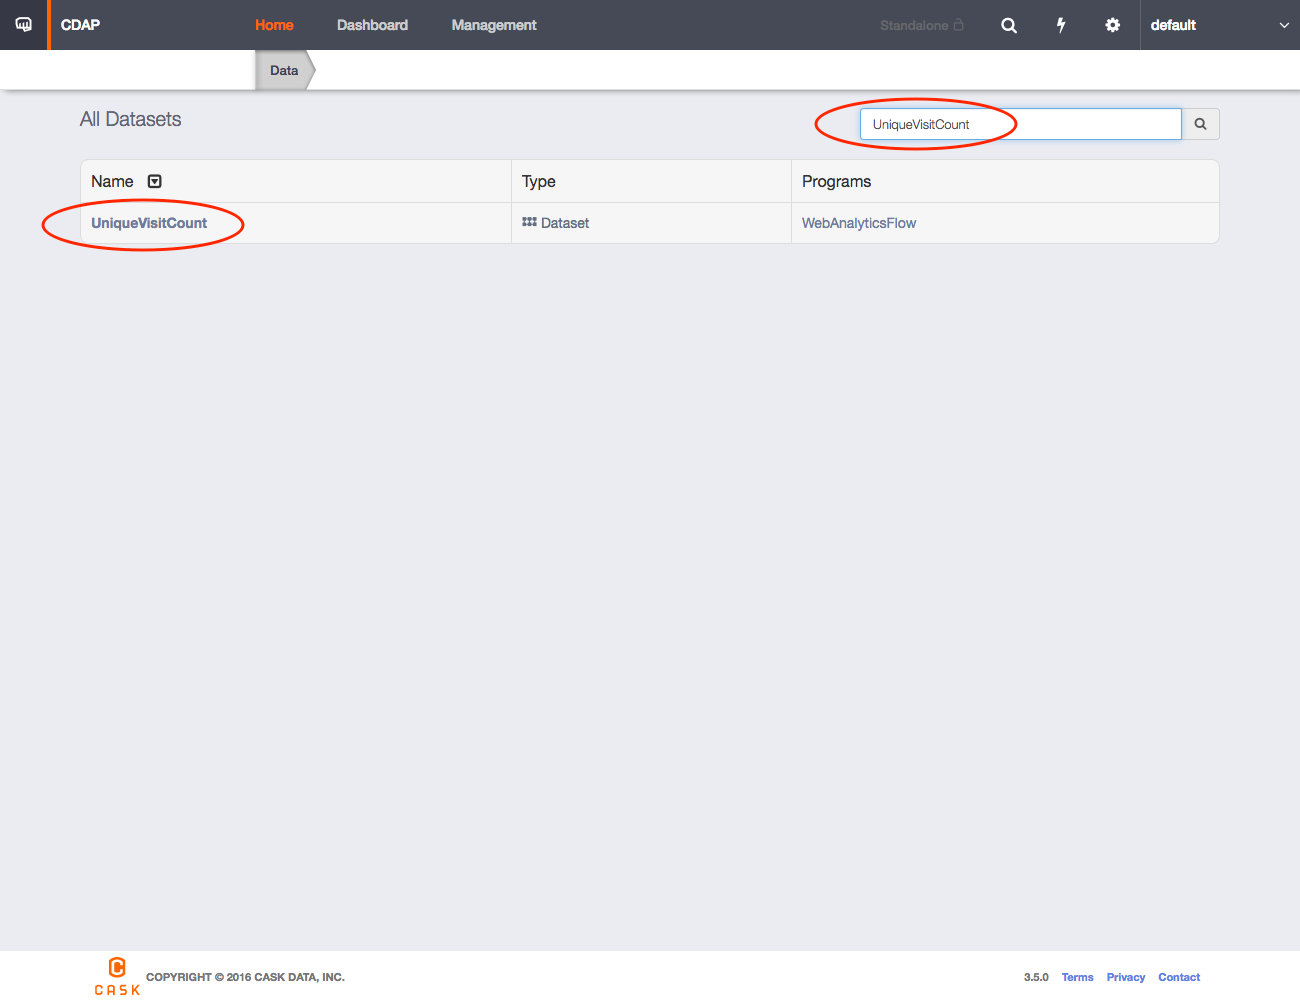 CDAP Home Dashboard Management Standalone default
Data
All Datasets
UniqueVisitCount
Name Type Programs
UniqueVisitCount Dataset WebAnalyticsFlow
CASK
COPYRIGHT © 2016 CASK DATA, INC. 3.5.0 Terms Privacy Contact